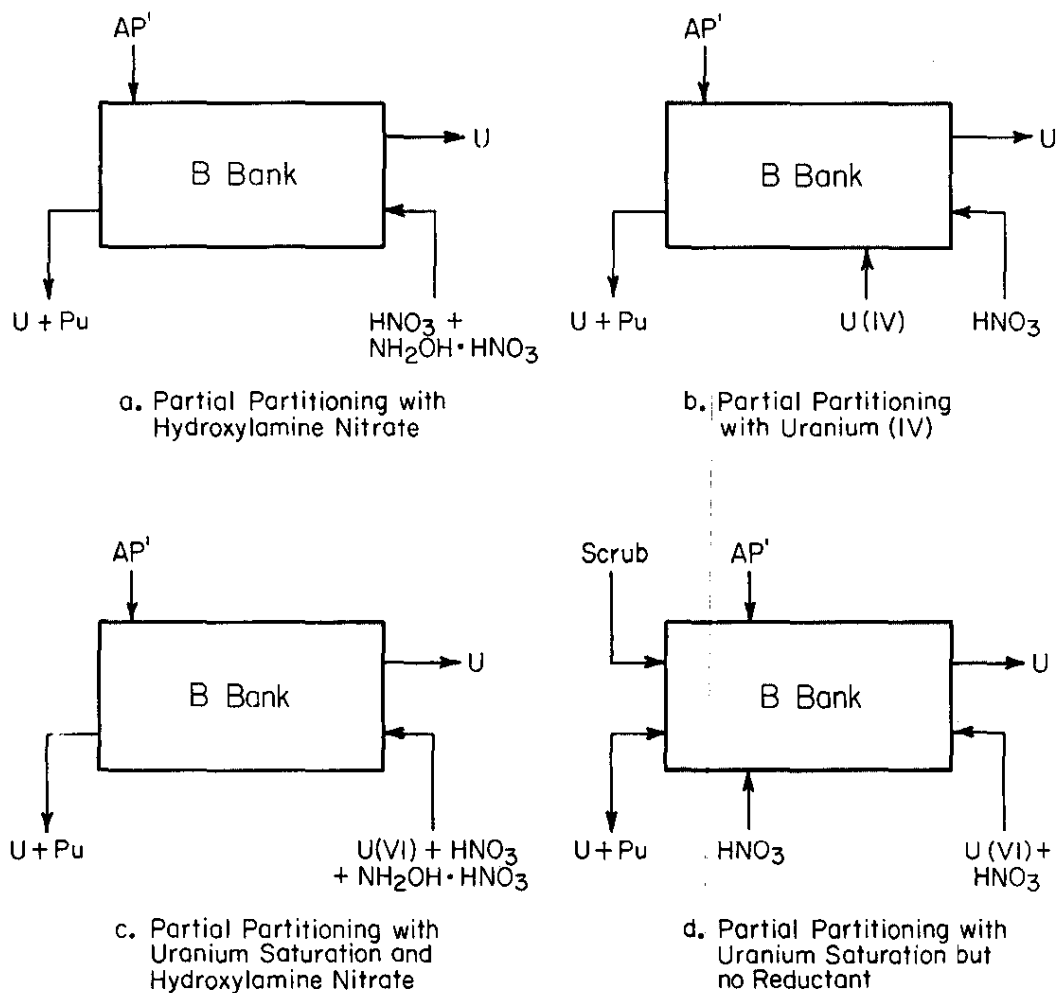 AP'
B Bank
U
U + Pu
HNO3 +
NH2OH • HNO3
a. Partial Partitioning with
Hydroxylamine Nitrate
AP'
B Bank
U
U + Pu
U(IV)
HNO3
b. Partial Partitioning
with Uranium (IV)
AP'
B Bank
U
U + Pu
U(VI) + HNO3
+ NH2OH • HNO3
c. Partial Partitioning with
Uranium Saturation and
Hydroxylamine Nitrate
Scrub
AP'
B Bank
U
U + Pu
HNO3
U (VI) +
HNO3
d. Partial Partitioning with
Uranium Saturation but
no Reductant